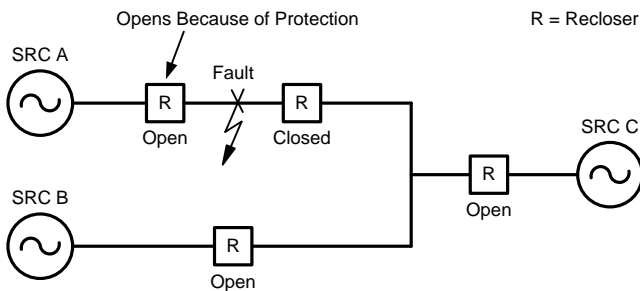 Opens Because of Protection
R = Recloser
SRC A
Fault
R
R
Open
Closed
SRC C
R
Open
SRC B
R
Open